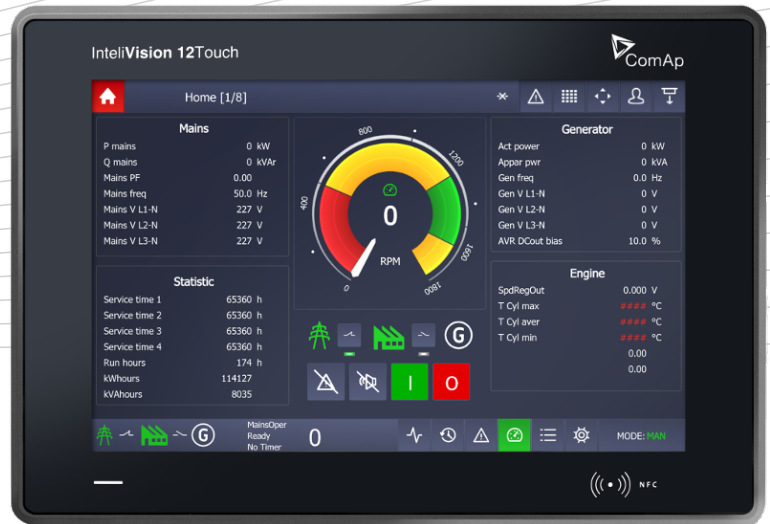 InteliVision 12Touch
ComAp
Home [1/8]
Mains
P mains 0 kW
Q mains 0 kVAr
Mains PF 0.00
Mains freq 50.0 Hz
Mains V L1-N 227 V
Mains V L2-N 227 V
Mains V L3-N 227 V
Statistic
Service time 1 65360 h
Service time 2 65360 h
Service time 3 65360 h
Service time 4 65360 h
Run hours 174 h
kWhours 114127
kVAhours 8035
0 400 800 1200 1600 1800
0
RPM
G
I O
Generator
Act power 0 kW
Appar pwr 0 kVA
Gen freq 0.0 Hz
Gen V L1-N 0 V
Gen V L2-N 0 V
Gen V L3-N 0 V
AVR DCout bias 10.0 %
Engine
SpdRegOut 0.000 V
T Cyl max #### °C
T Cyl aver #### °C
T Cyl min #### °C
0.00
0.00
G
MainsOper
Ready
No Timer
0
MODE: MAN
NFC